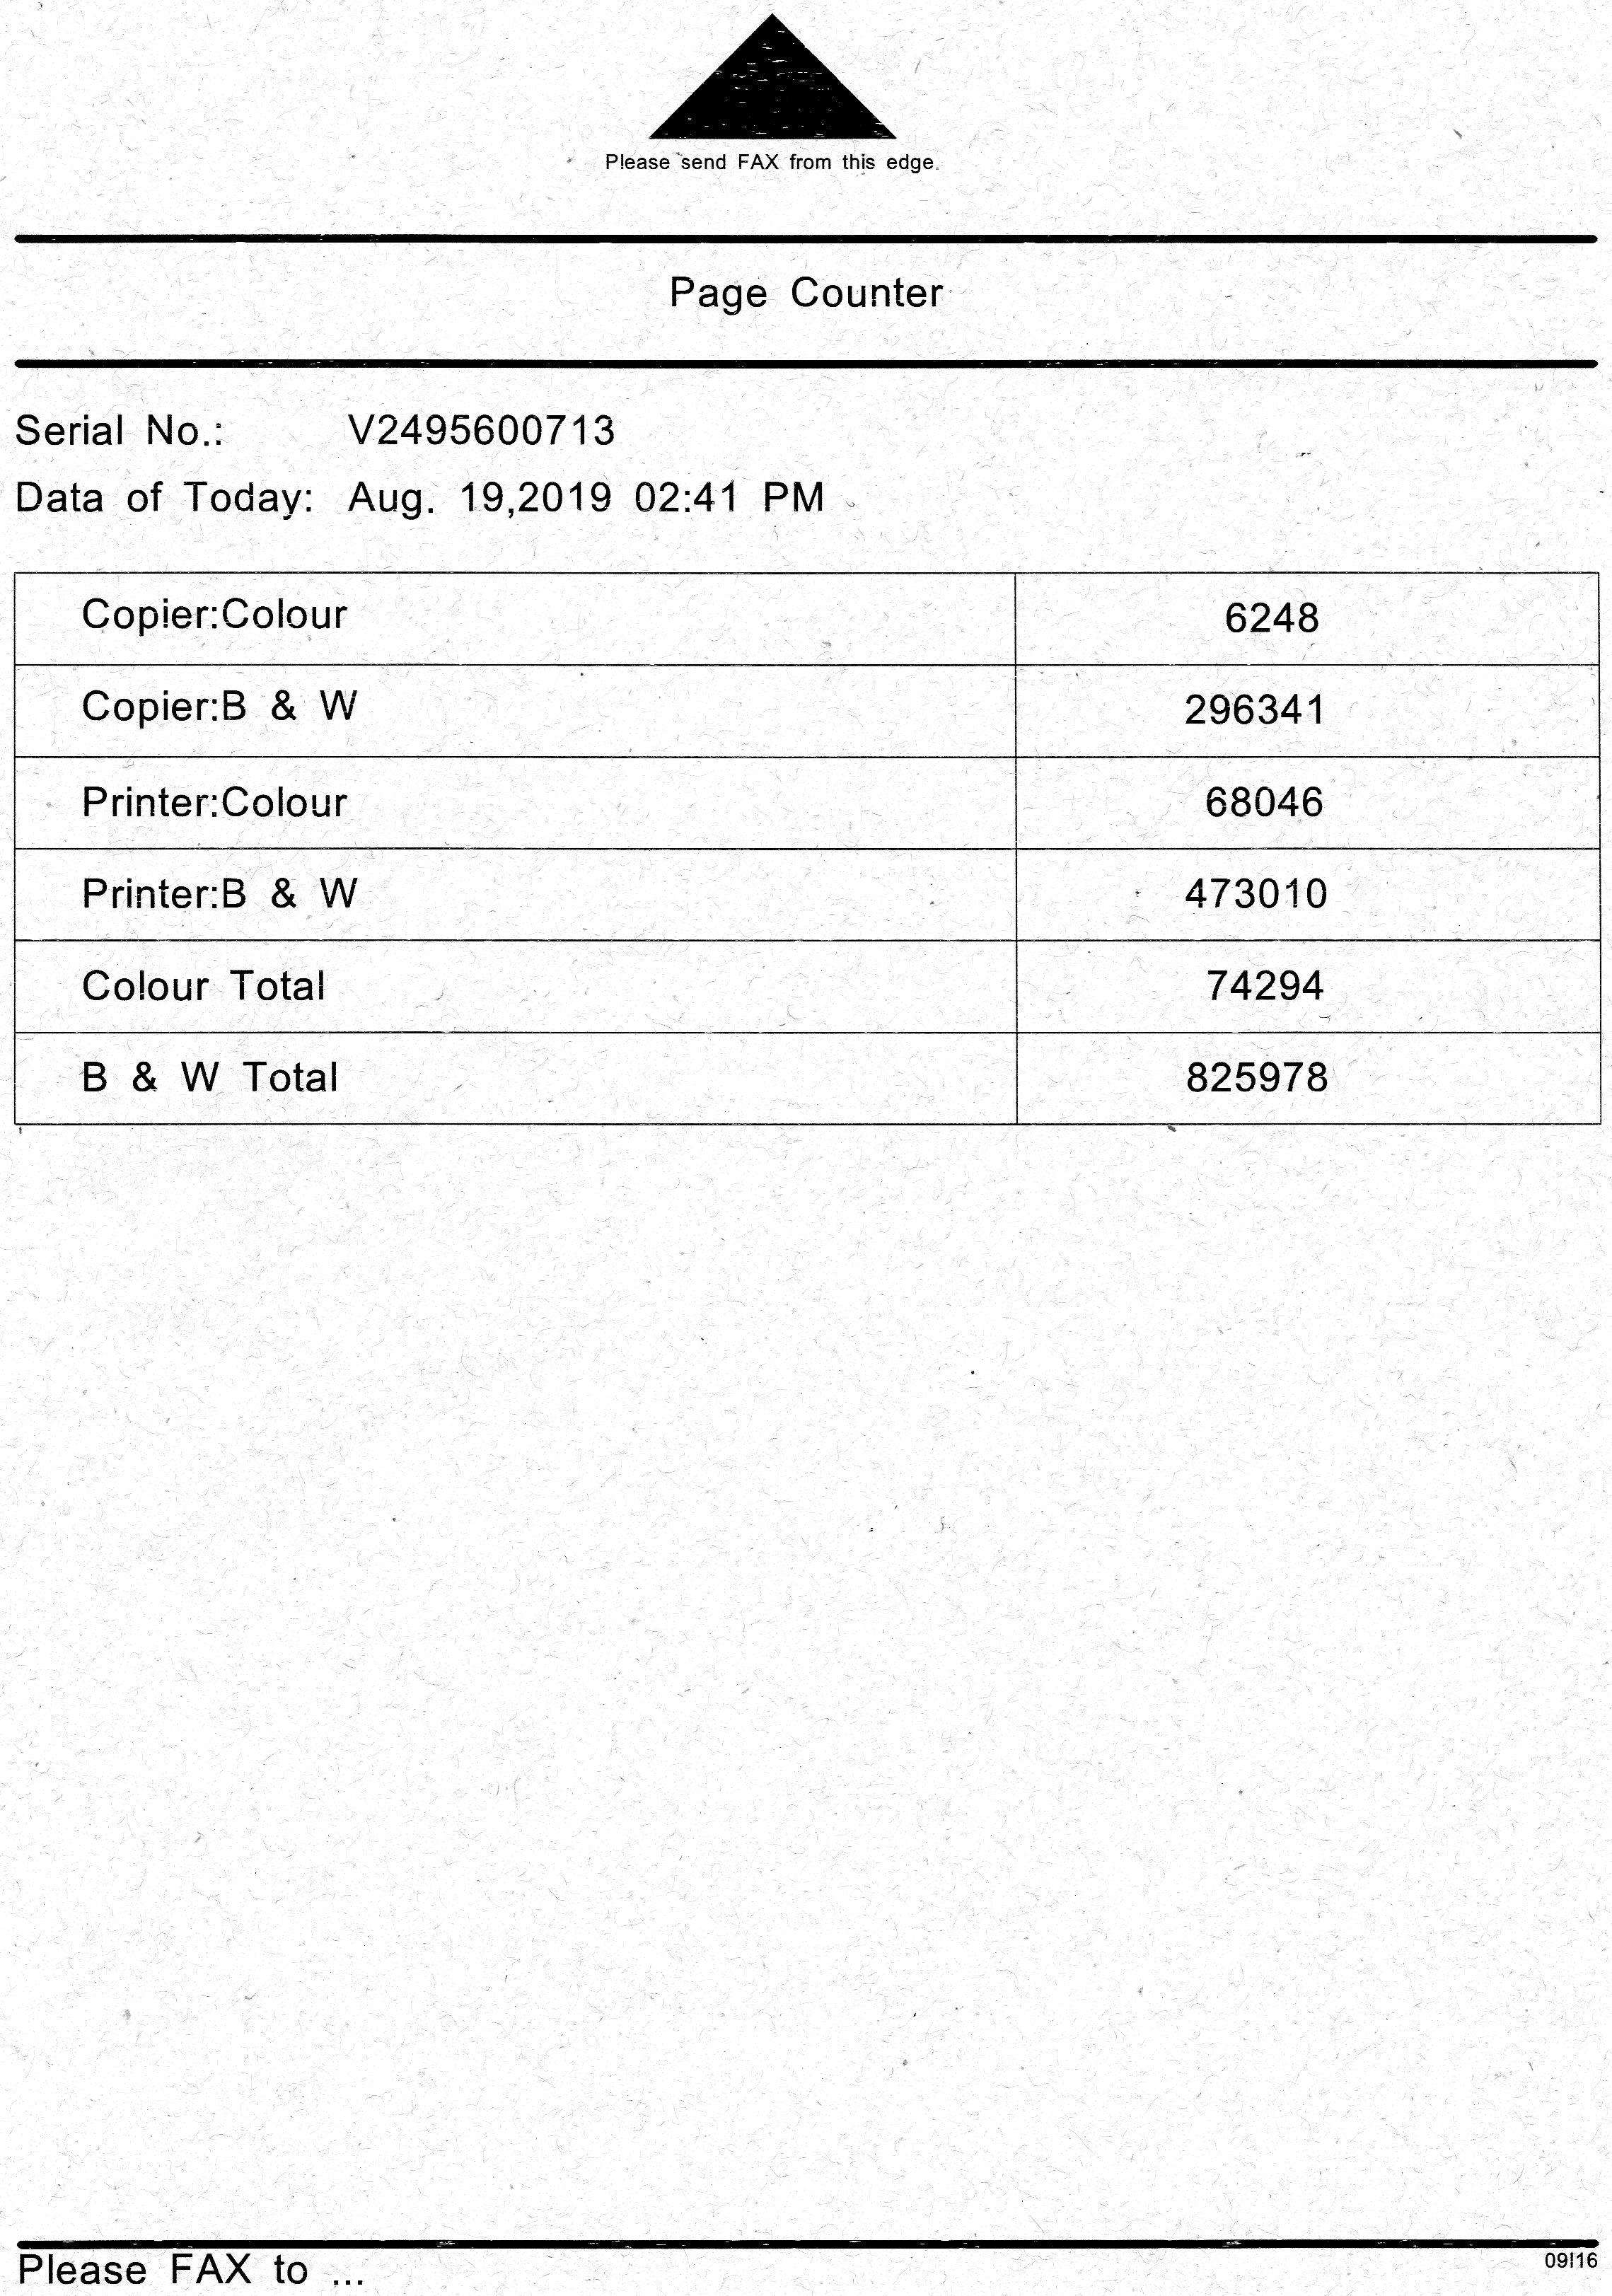 Please send FAX from this edge.
Page Counter
Serial No.: V2495600713
Data of Today: Aug. 19,2019 02:41 PM
Copier:Colour 6248
Copier:B & W 296341
Printer:Colour 68046
Printer:B & W 473010
Colour Total 74294
B & W Total 825978
Please FAX to ... 09!16